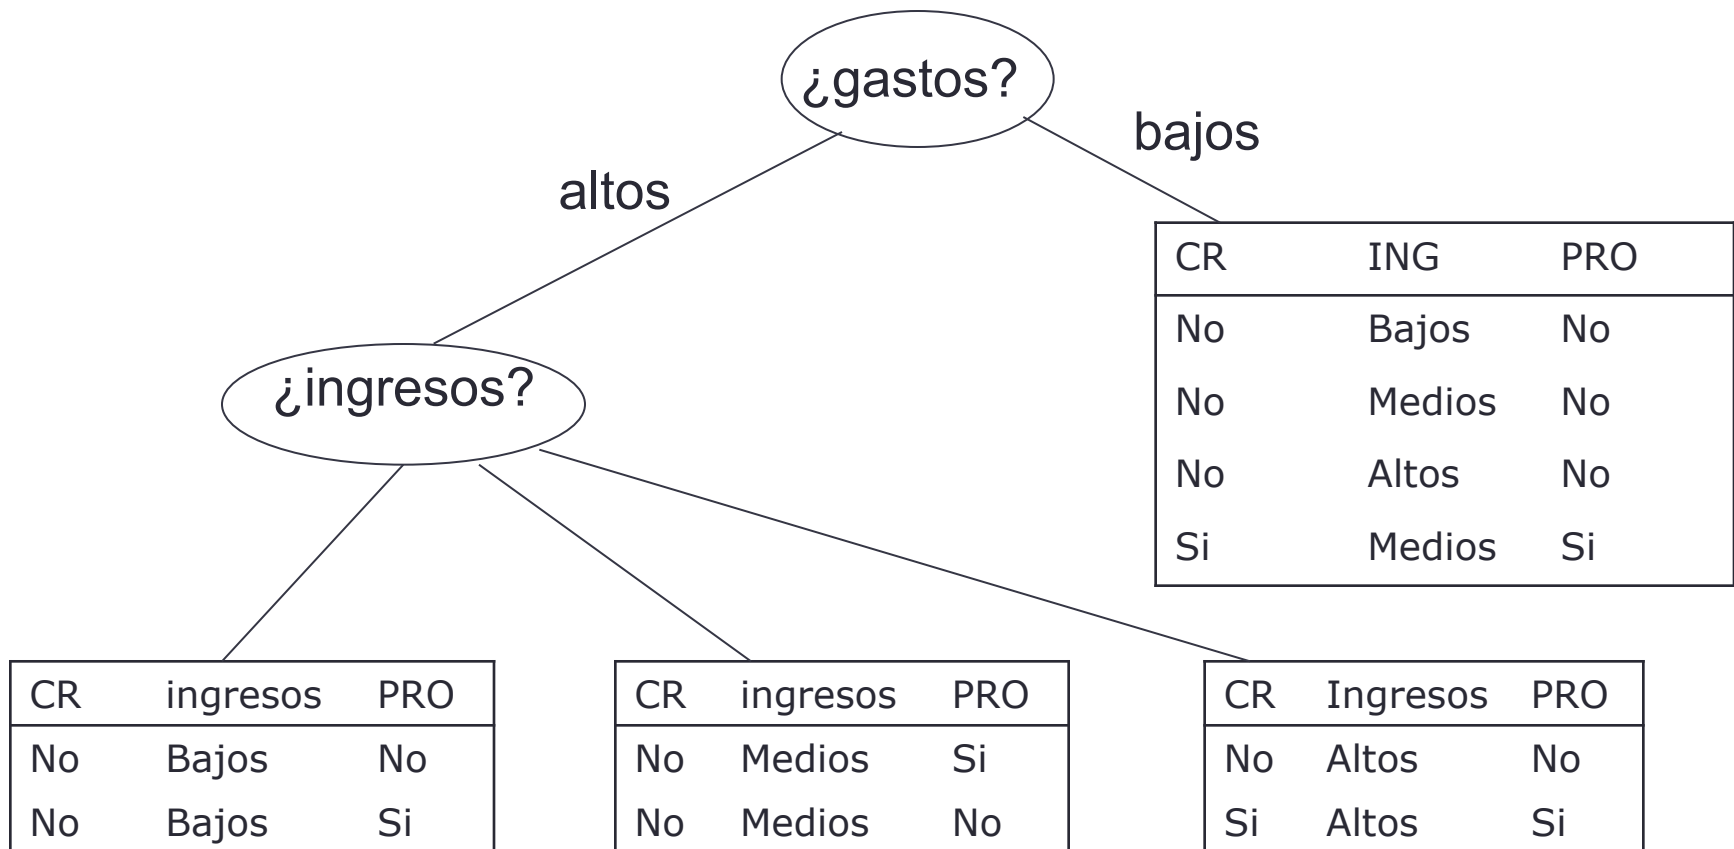 ¿gastos?
bajos
altos
CR ING PRO
No Bajos No
No Medios No
No Altos No
Si Medios Si
¿ingresos?
CR ingresos PRO
No Bajos No
No Bajos Si
CR ingresos PRO
No Medios Si
No Medios No
CR Ingresos PRO
No Altos No
Si Altos Si